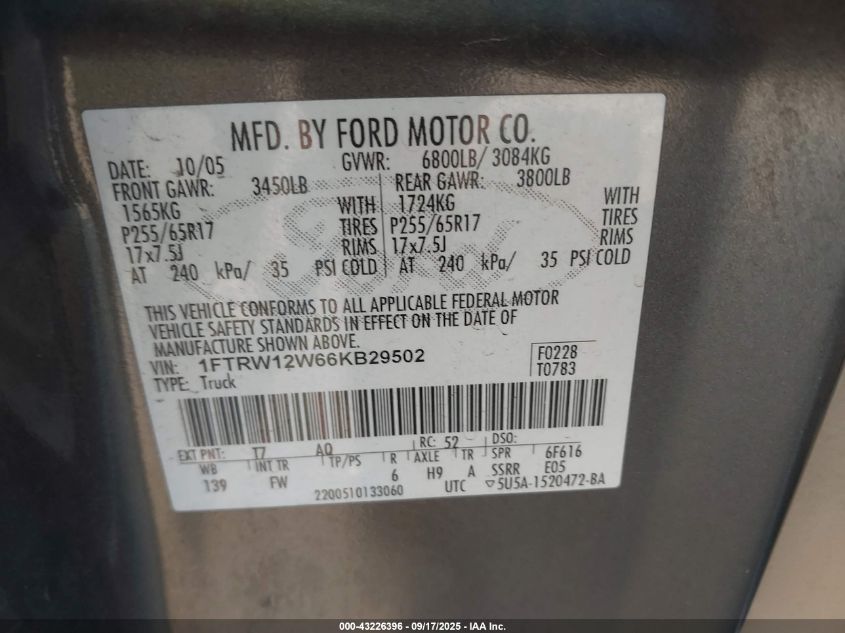 MFD. BY FORD MOTOR CO.
DATE: 10/05 GVWR: 6800LB/ 3084KG
FRONT GAWR: 3450LB REAR GAWR: 3800LB
1565KG WITH 1724KG WITH
P255/65R17 TIRES P255/65R17 TIRES
17x7.5J RIMS 17x7.5J RIMS
AT 240 kPa/ 35 PSI COLD AT 240 kPa/ 35 PSI COLD
THIS VEHICLE CONFORMS TO ALL APPLICABLE FEDERAL MOTOR
VEHICLE SAFETY STANDARDS IN EFFECT ON THE DATE OF
MANUFACTURE SHOWN ABOVE.
VIN: 1FTRW12W66KB29502 F0228
TYPE: Truck T0783
EXT PNT: T7 AQ RC: 52 DSO:
WB INT TR TP/PS R AXLE TR SPR 6F616
139 FW 6 H9 A SSRR E05
2200510133060 UTC ▽5U5A-1520472-BA
000-43226396 - 09/17/2025 - IAA Inc.